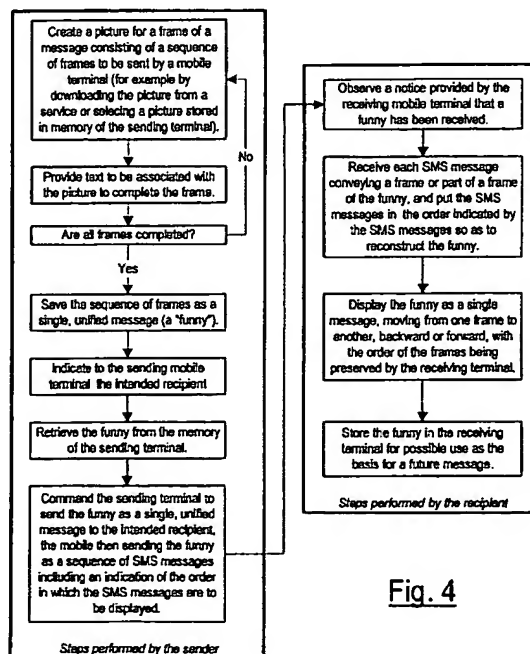 Create a picture for a frame of a
message consisting of a sequence
of frames to be sent by a mobile
terminal (for example by
downloading the picture from a
service or selecting a picture stored
in memory of the sending terminal).
No
Provide text to be associated with
the picture to complete the frame.
Are all frames completed?
Yes
Save the sequence of frames as a
single, unified message (a "funny").
Indicate to the sending mobile
terminal the intended recipient
Retrieve the funny from the memory
of the sending terminal.
Command the sending terminal to
send the funny as a single, unified
message to the intended recipient,
the mobile then sending the funny
as a sequence of SMS messages
including an indication of the order
in which the SMS messages are to
be displayed.
Steps performed by the sender
Observe a notice provided by the
receiving mobile terminal that a
funny has been received.
Receive each SMS message
conveying a frame or part of a frame
of the funny, and put the SMS
messages in the order indicated by
the SMS messages so as to
reconstruct the funny.
Display the funny as a single
message, moving from one frame to
another, backward or forward, with
the order of the frames being
preserved by the receiving terminal.
Store the funny in the receiving
terminal for possible use as the
basis for a future message.
Steps performed by the recipient
Fig. 4